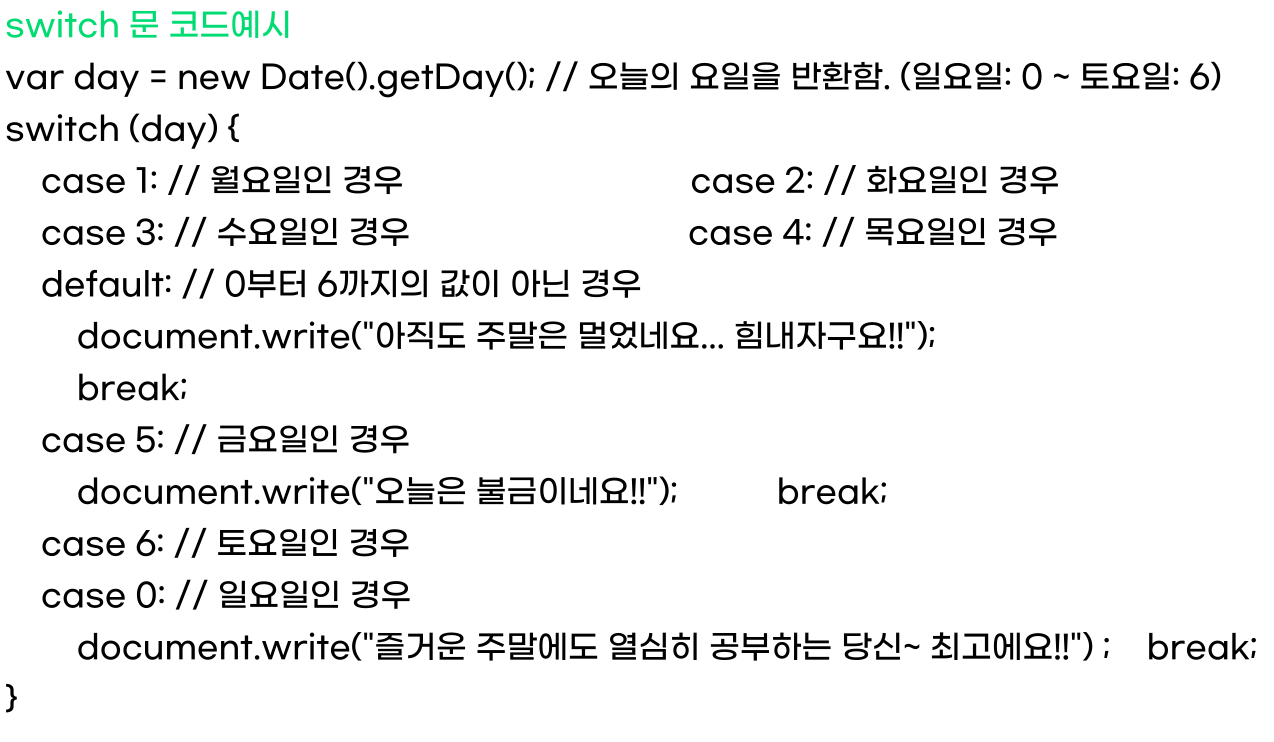 switch 문 코드예시
var day = new Date().getDay(); // 오늘의 요일을 반환함. (일요일: 0 ~ 토요일: 6)
switch (day) {
case 1: // 월요일인 경우 case 2: // 화요일인 경우
case 3: // 수요일인 경우 case 4: // 목요일인 경우
default: // 0부터 6까지의 값이 아닌 경우
document.write("아직도 주말은 멀었네요... 힘내자구요!!");
break;
case 5: // 금요일인 경우
document.write("오늘은 불금이네요!!"); break;
case 6: // 토요일인 경우
case 0: // 일요일인 경우
document.write("즐거운 주말에도 열심히 공부하는 당신~ 최고에요!!") ; break;
}